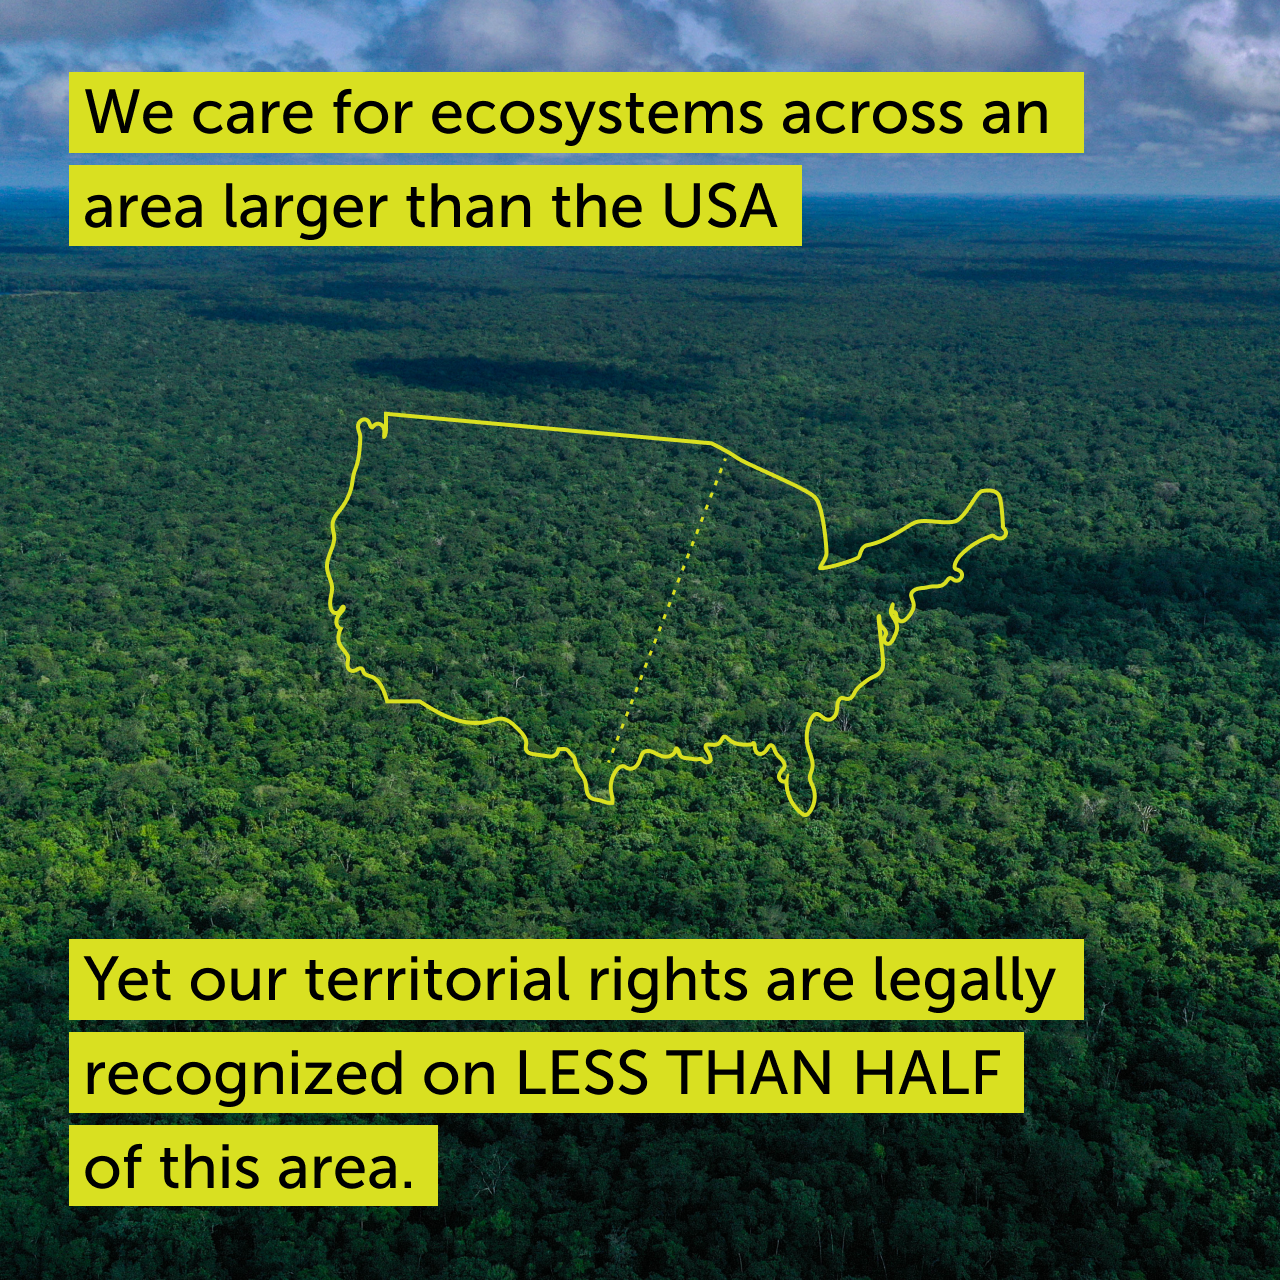 We care for ecosystems across an
area larger than the USA
Yet our territorial rights are legally
recognized on LESS THAN HALF
of this area.